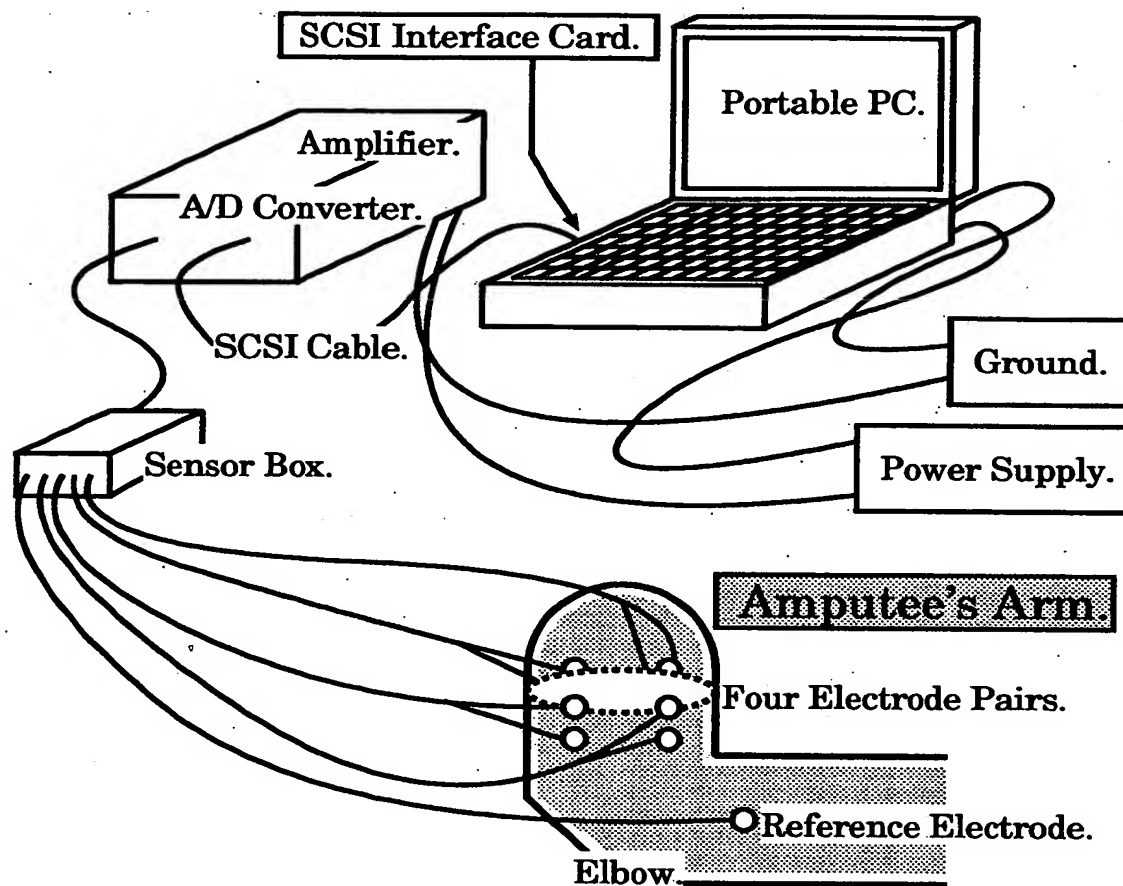 SCSI Interface Card.
Portable PC.
Amplifier.
A/D Converter.
SCSI Cable.
Ground.
Sensor Box.
Power Supply.
Amputee's Arm.
Four Electrode Pairs.
Reference Electrode.
Elbow.